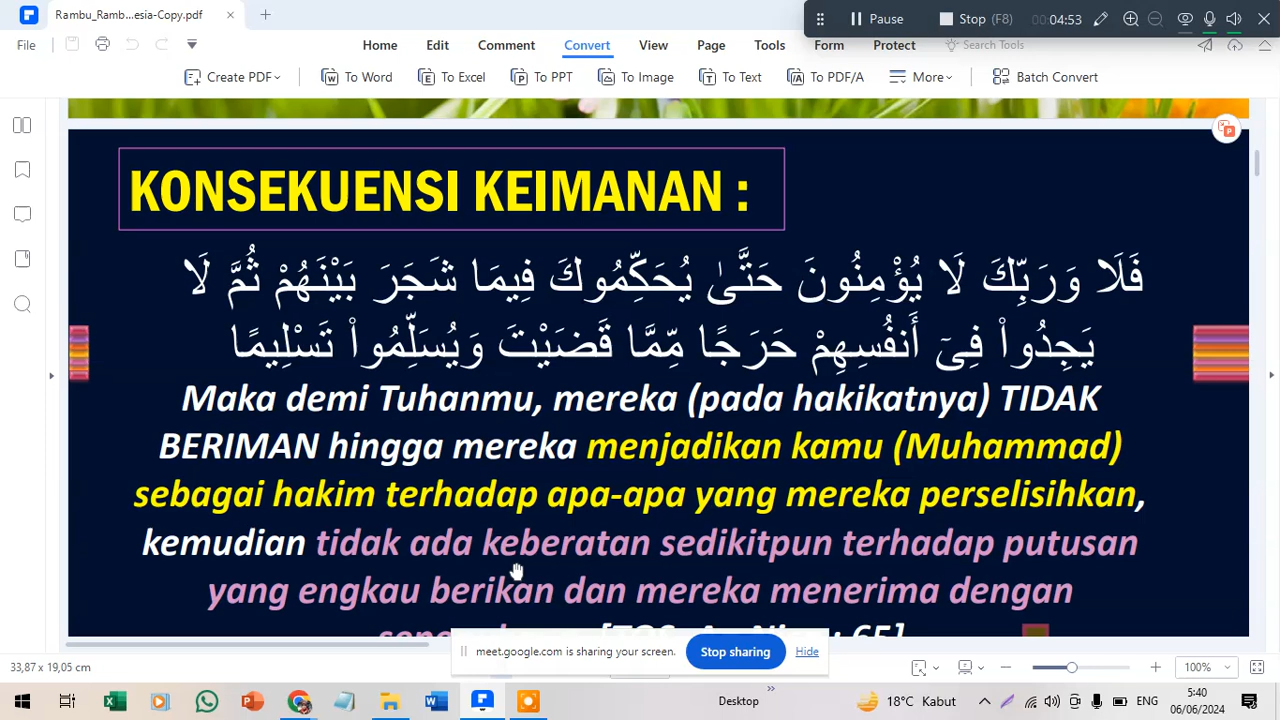 Rambu_Ramb...esia-Copy.pdf
Pause
Stop (F8)
00:04:53
File
Home
Edit
Comment
Convert
View
Page
Tools
Form
Protect
Search Tools
Create PDF
To Word
To Excel
To PPT
To Image
To Text
To PDF/A
More
Batch Convert
KONSEKUENSI KEIMANAN :
فَلَا وَرَبِّكَ لَا يُؤْمِنُونَ حَتَّىٰ يُحَكِّمُوكَ فِيمَا شَجَرَ بَيْنَهُمْ ثُمَّ لَا
يَجِدُوا۟ فِىٓ أَنفُسِهِمْ حَرَجًا مِّمَّا قَضَيْتَ وَيُسَلِّمُوا۟ تَسْلِيمًا
Maka demi Tuhanmu, mereka (pada hakikatnya) TIDAK
BERIMAN hingga mereka menjadikan kamu (Muhammad)
sebagai hakim terhadap apa-apa yang mereka perselisihkan,
kemudian tidak ada keberatan sedikitpun terhadap putusan
yang engkau berikan dan mereka menerima dengan
meet.google.com is sharing your screen.
Stop sharing
Hide
33,87 x 19,05 cm
100%
Desktop
18°C Kabut
ENG
5:40
06/06/2024